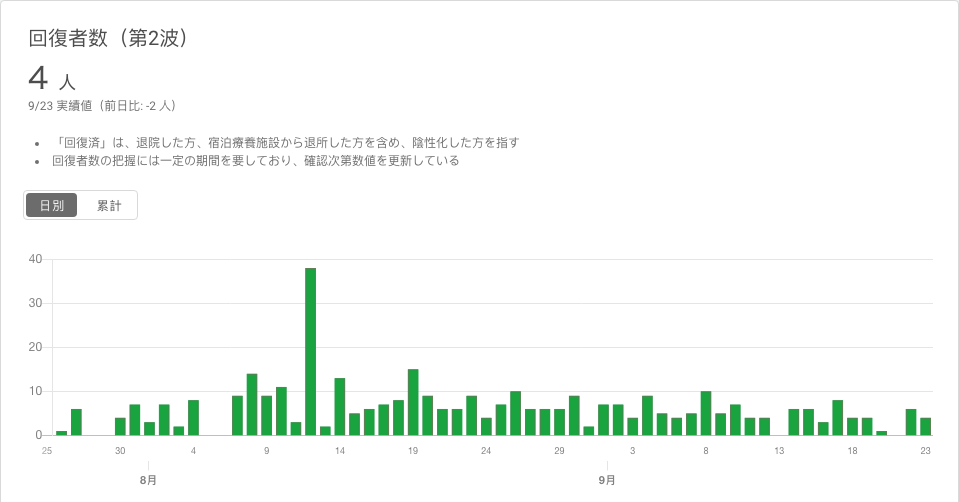 回復者数（第2波）
4 人
9/23 実績値（前日比: -2 人）
• 「回復済」は、退院した方、宿泊療養施設から退所した方を含め、陰性化した方を指す
• 回復者数の把握には一定の期間を要しており、確認次第数値を更新している
日別 累計
40
30
20
10
0
25 30 4 9 14 19 24 29 3 8 13 18 23
8月 9月